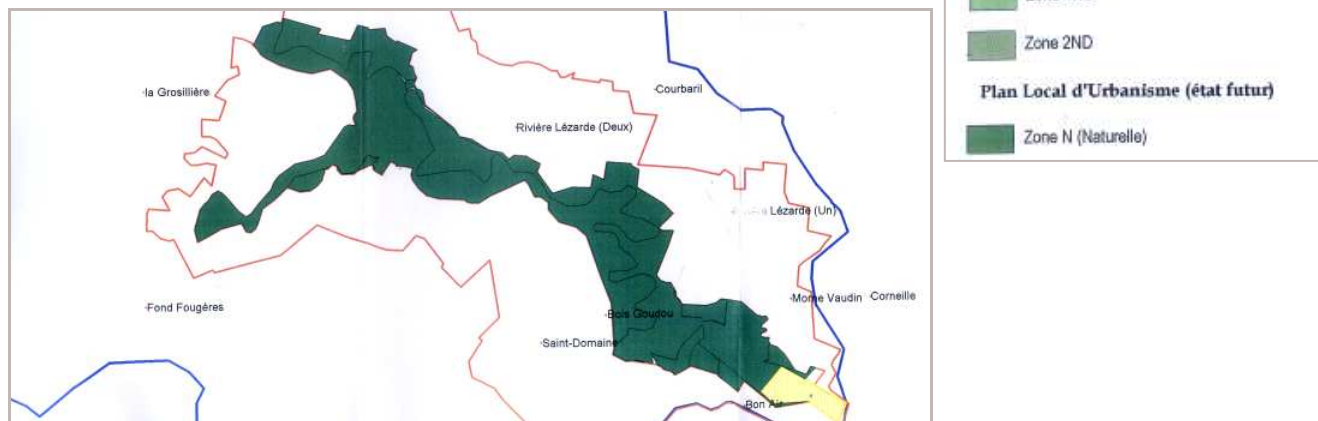 ·la Grosillière
·Courbaril
·Rivière Lézarde (Deux)
Lézarde (Un)
·Fond Fougères
·Morne Vaudin
·Corneille
·Bois Goudou
·Saint-Domaine
·Bon Air
Zone 2ND
Plan Local d'Urbanisme (état futur)
Zone N (Naturelle)